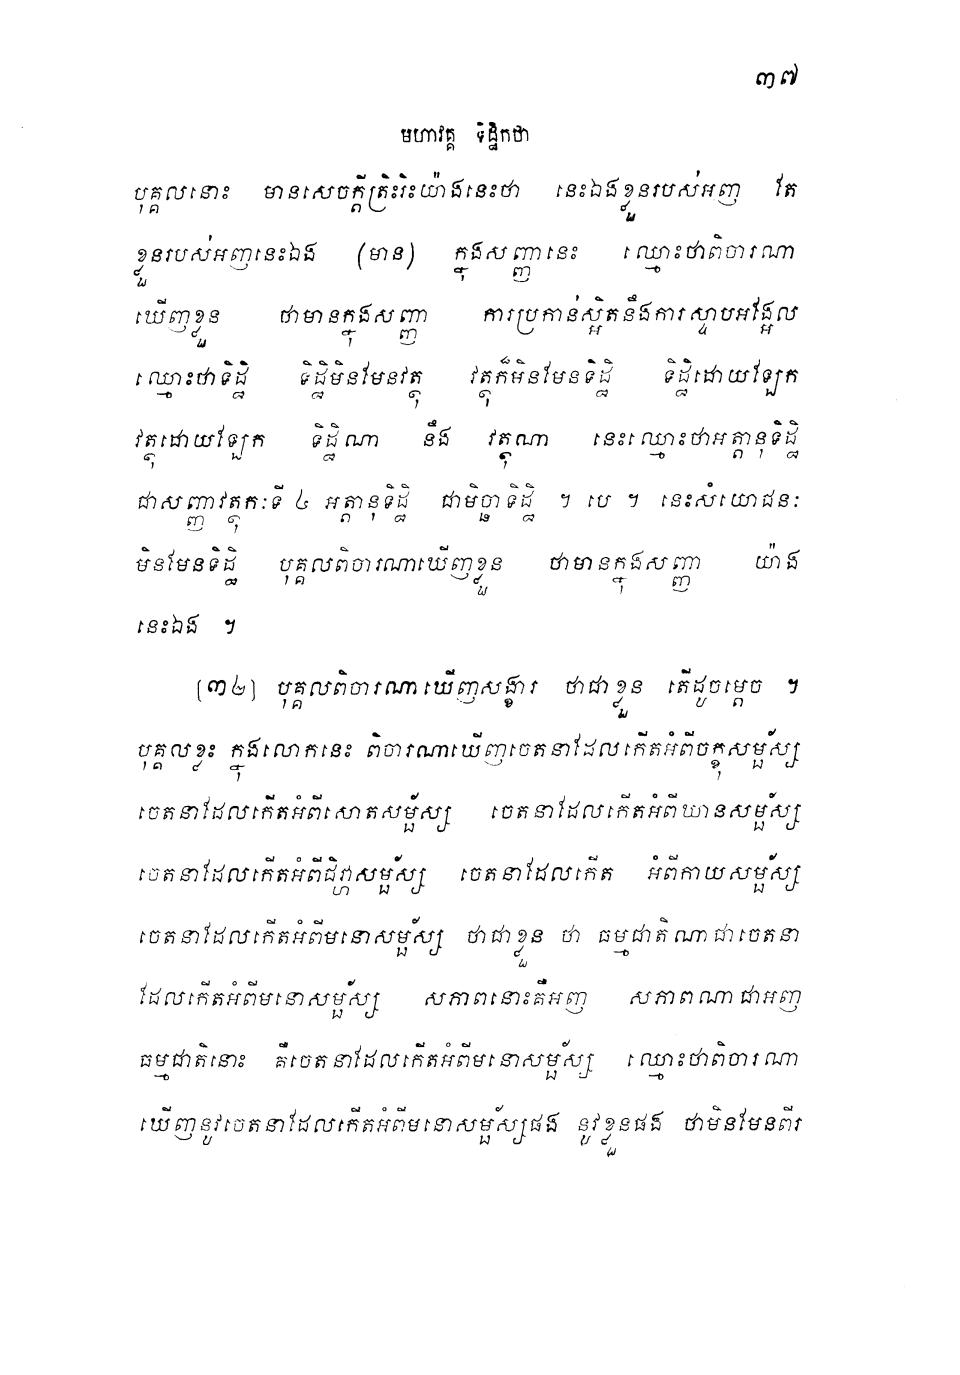 ៣៧
មហាវគ្គ ទិដ្ឋិកថា
បុគ្គលនោះ មានសេចក្តីត្រិះរិះយ៉ាងនេះថា នេះឯងខ្លួនរបស់អញ តែ
ខ្លួនរបស់អញនេះឯង (មាន) ក្នុងសញ្ញានេះ ឈ្មោះថាពិចារណា
ឃើញខ្លួន ថាមានក្នុងសញ្ញា ការប្រកាន់ស្អិតនឹងការស្ទាបអង្អែល
ឈ្មោះថាទិដ្ឋិ ទិដ្ឋិមិនមែនវត្ថុ វត្ថុក៏មិនមែនទិដ្ឋិ ទិដ្ឋិដោយឡែក
វត្ថុដោយឡែក ទិដ្ឋិណា នឹង វត្ថុណា នេះឈ្មោះថាអត្តានុទិដ្ឋិ
ជាសញ្ញាវត្ថុកៈទី ៤ អត្តានុទិដ្ឋិ ជាមិច្ឆាទិដ្ឋិ ។ បេ ។ នេះសំយោជនៈ
មិនមែនទិដ្ឋិ បុគ្គលពិចារណាឃើញខ្លួន ថាមានក្នុងសញ្ញា យ៉ាង
នេះឯង ។
(៣៤) បុគ្គលពិចារណាឃើញសង្ខារ ថាជាខ្លួន តើដូចម្តេច ។
បុគ្គលខ្លះ ក្នុងលោកនេះ ពិចារណាឃើញចេតនាដែលកើតអំពីចក្ខុសម្ផ័ស្ស
ចេតនាដែលកើតអំពីសោតសម្ផ័ស្ស ចេតនាដែលកើតអំពីឃានសម្ផ័ស្ស
ចេតនាដែលកើតអំពីជិវ្ហាសម្ផ័ស្ស ចេតនាដែលកើត អំពីកាយសម្ផ័ស្ស
ចេតនាដែលកើតអំពីមនោសម្ផ័ស្ស ថាជាខ្លួន ថា ធម្មជាតិណាជាចេតនា
ដែលកើតអំពីមនោសម្ផ័ស្ស សភាពនោះគឺអញ សភាពណាជាអញ
ធម្មជាតិនោះ គឺចេតនាដែលកើតអំពីមនោសម្ផ័ស្ស ឈ្មោះថាពិចារណា
ឃើញនូវចេតនាដែលកើតអំពីមនោសម្ផ័ស្សផង នូវខ្លួនផង ថាមិនមែនពីរ